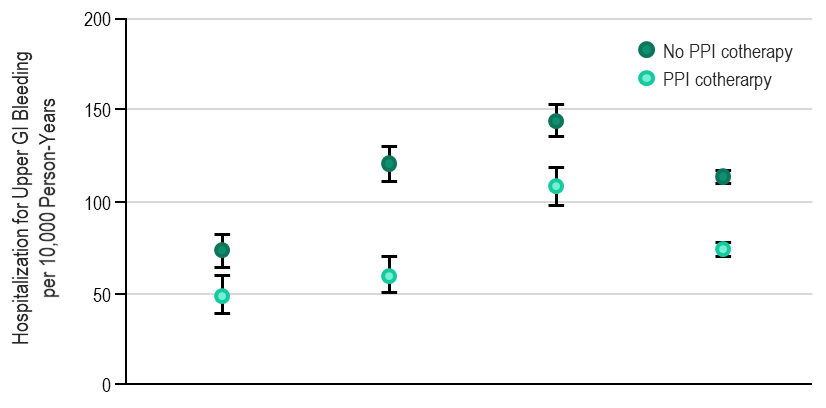 200
150
100
50
0
Hospitalization for Upper GI Bleeding
per 10,000 Person-Years
No PPI cotherapy
PPI cotherarpy